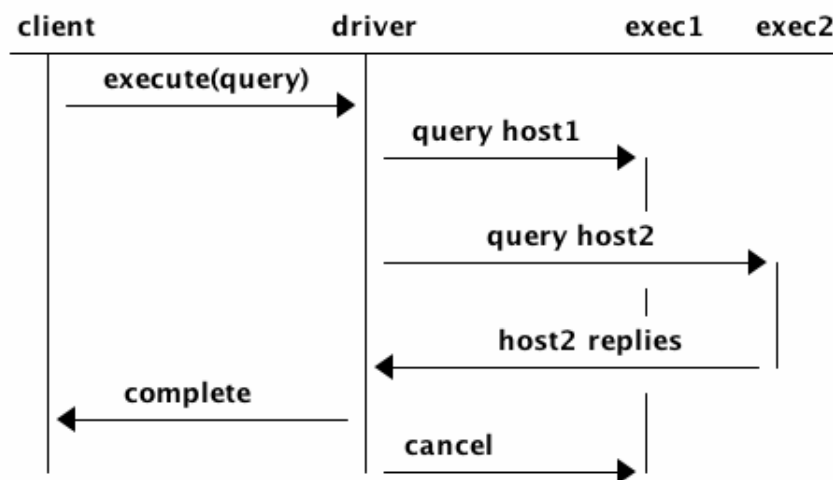 client driver exec1 exec2
execute(query)
query host1
query host2
host2 replies
complete
cancel